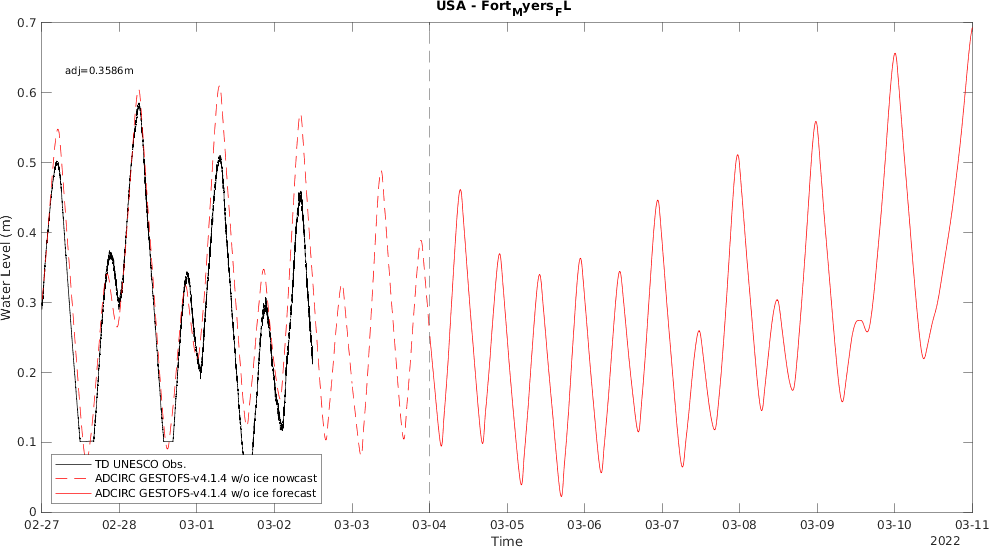 USA - FortMyersFL
0.7
adj=0.3586m
0.6
0.5
0.4
Water Level (m)
0.3
0.2
0.1
TD UNESCO Obs.
ADCIRC GESTOFS-v4.1.4 w/o ice nowcast
ADCIRC GESTOFS-v4.1.4 w/o ice forecast
0
02-27 02-28 03-01 03-02 03-03 03-04 03-05 03-06 03-07 03-08 03-09 03-10 03-11
Time
2022